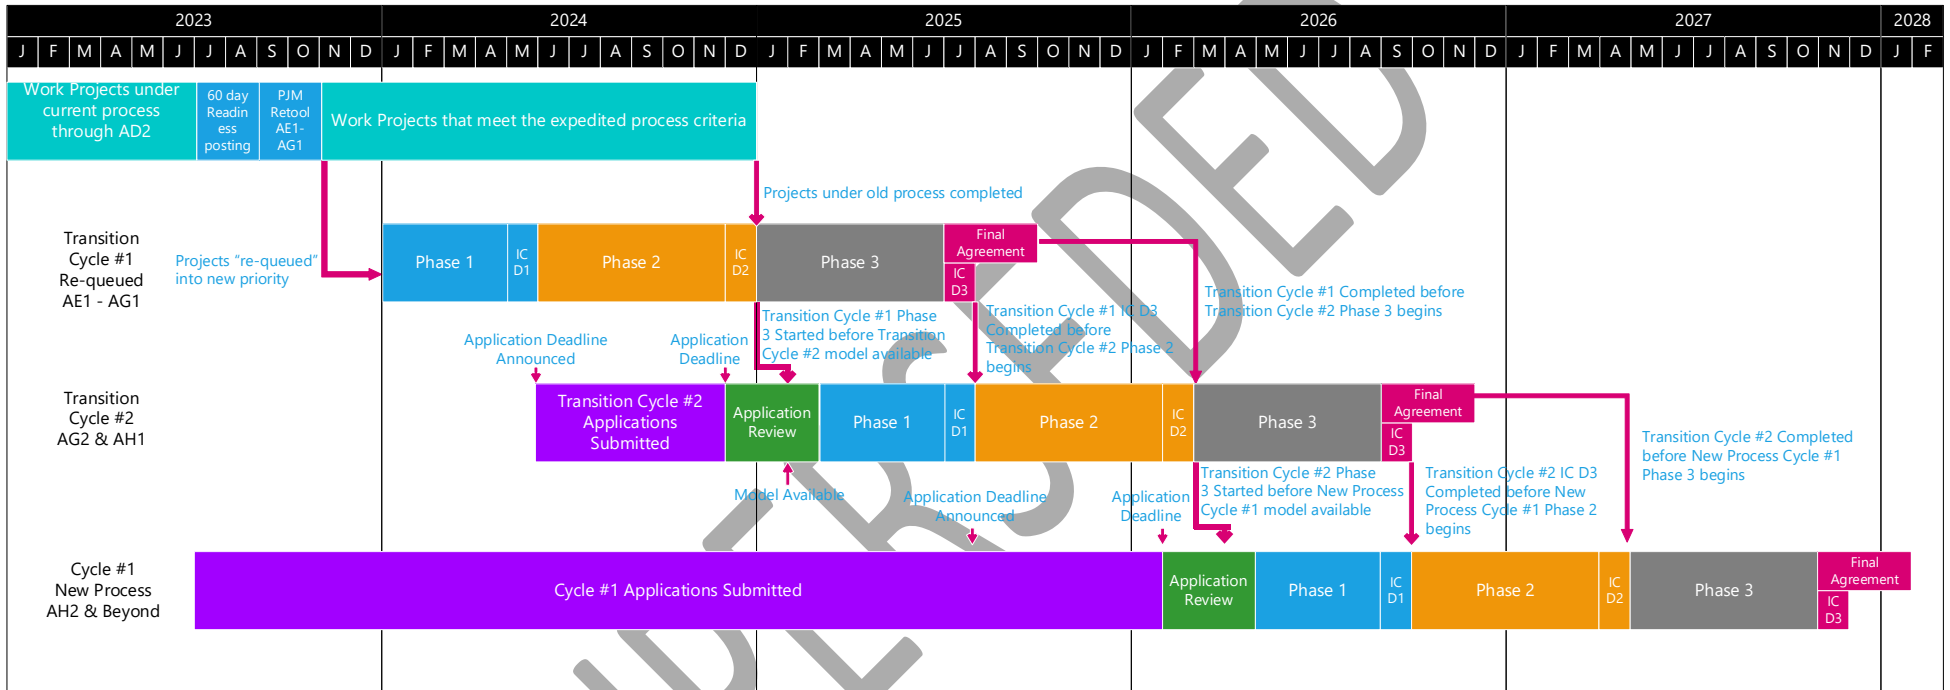 2023 2024 2025 2026 2027 2028
J F M A M J J A S O N D J F M A M J J A S O N D J F M A M J J A S O N D J F M A M J J A S O N D J F M A M J J A S O N D J F
Work Projects under
current process
through AD2
60 day
Readin
ess
posting
PJM
Retool
AE1-
AG1
Work Projects that meet the expedited process criteria
Projects under old process completed
Transition
Cycle #1
Re-queued
AE1 - AG1
Projects “re-queued”
into new priority
Phase 1
IC
D1
Phase 2
IC
D2
Phase 3
Final
Agreement
IC
D3
Transition Cycle #1 Completed before
Transition Cycle #2 Phase 3 begins
Application Deadline
Announced
Application
Deadline
Transition Cycle #1 Phase
3 Started before Transition
Cycle #2 model available
Transition Cycle #1 IC D3
Completed before
Transition Cycle #2 Phase 2
begins
Transition
Cycle #2
AG2 & AH1
Transition Cycle #2
Applications
Submitted
Application
Review
Phase 1
IC
D1
Phase 2
IC
D2
Phase 3
Final
Agreement
IC
D3
Transition Cycle #2 Completed
before New Process Cycle #1
Phase 3 begins
Model Available
Application Deadline
Announced
Application
Deadline
Transition Cycle #2 Phase
3 Started before New Process
Cycle #1 model available
Transition Cycle #2 IC D3
Completed before New
Process Cycle #1 Phase 2
begins
Cycle #1
New Process
AH2 & Beyond
Cycle #1 Applications Submitted
Application
Review
Phase 1
IC
D1
Phase 2
IC
D2
Phase 3
Final
Agreement
IC
D3